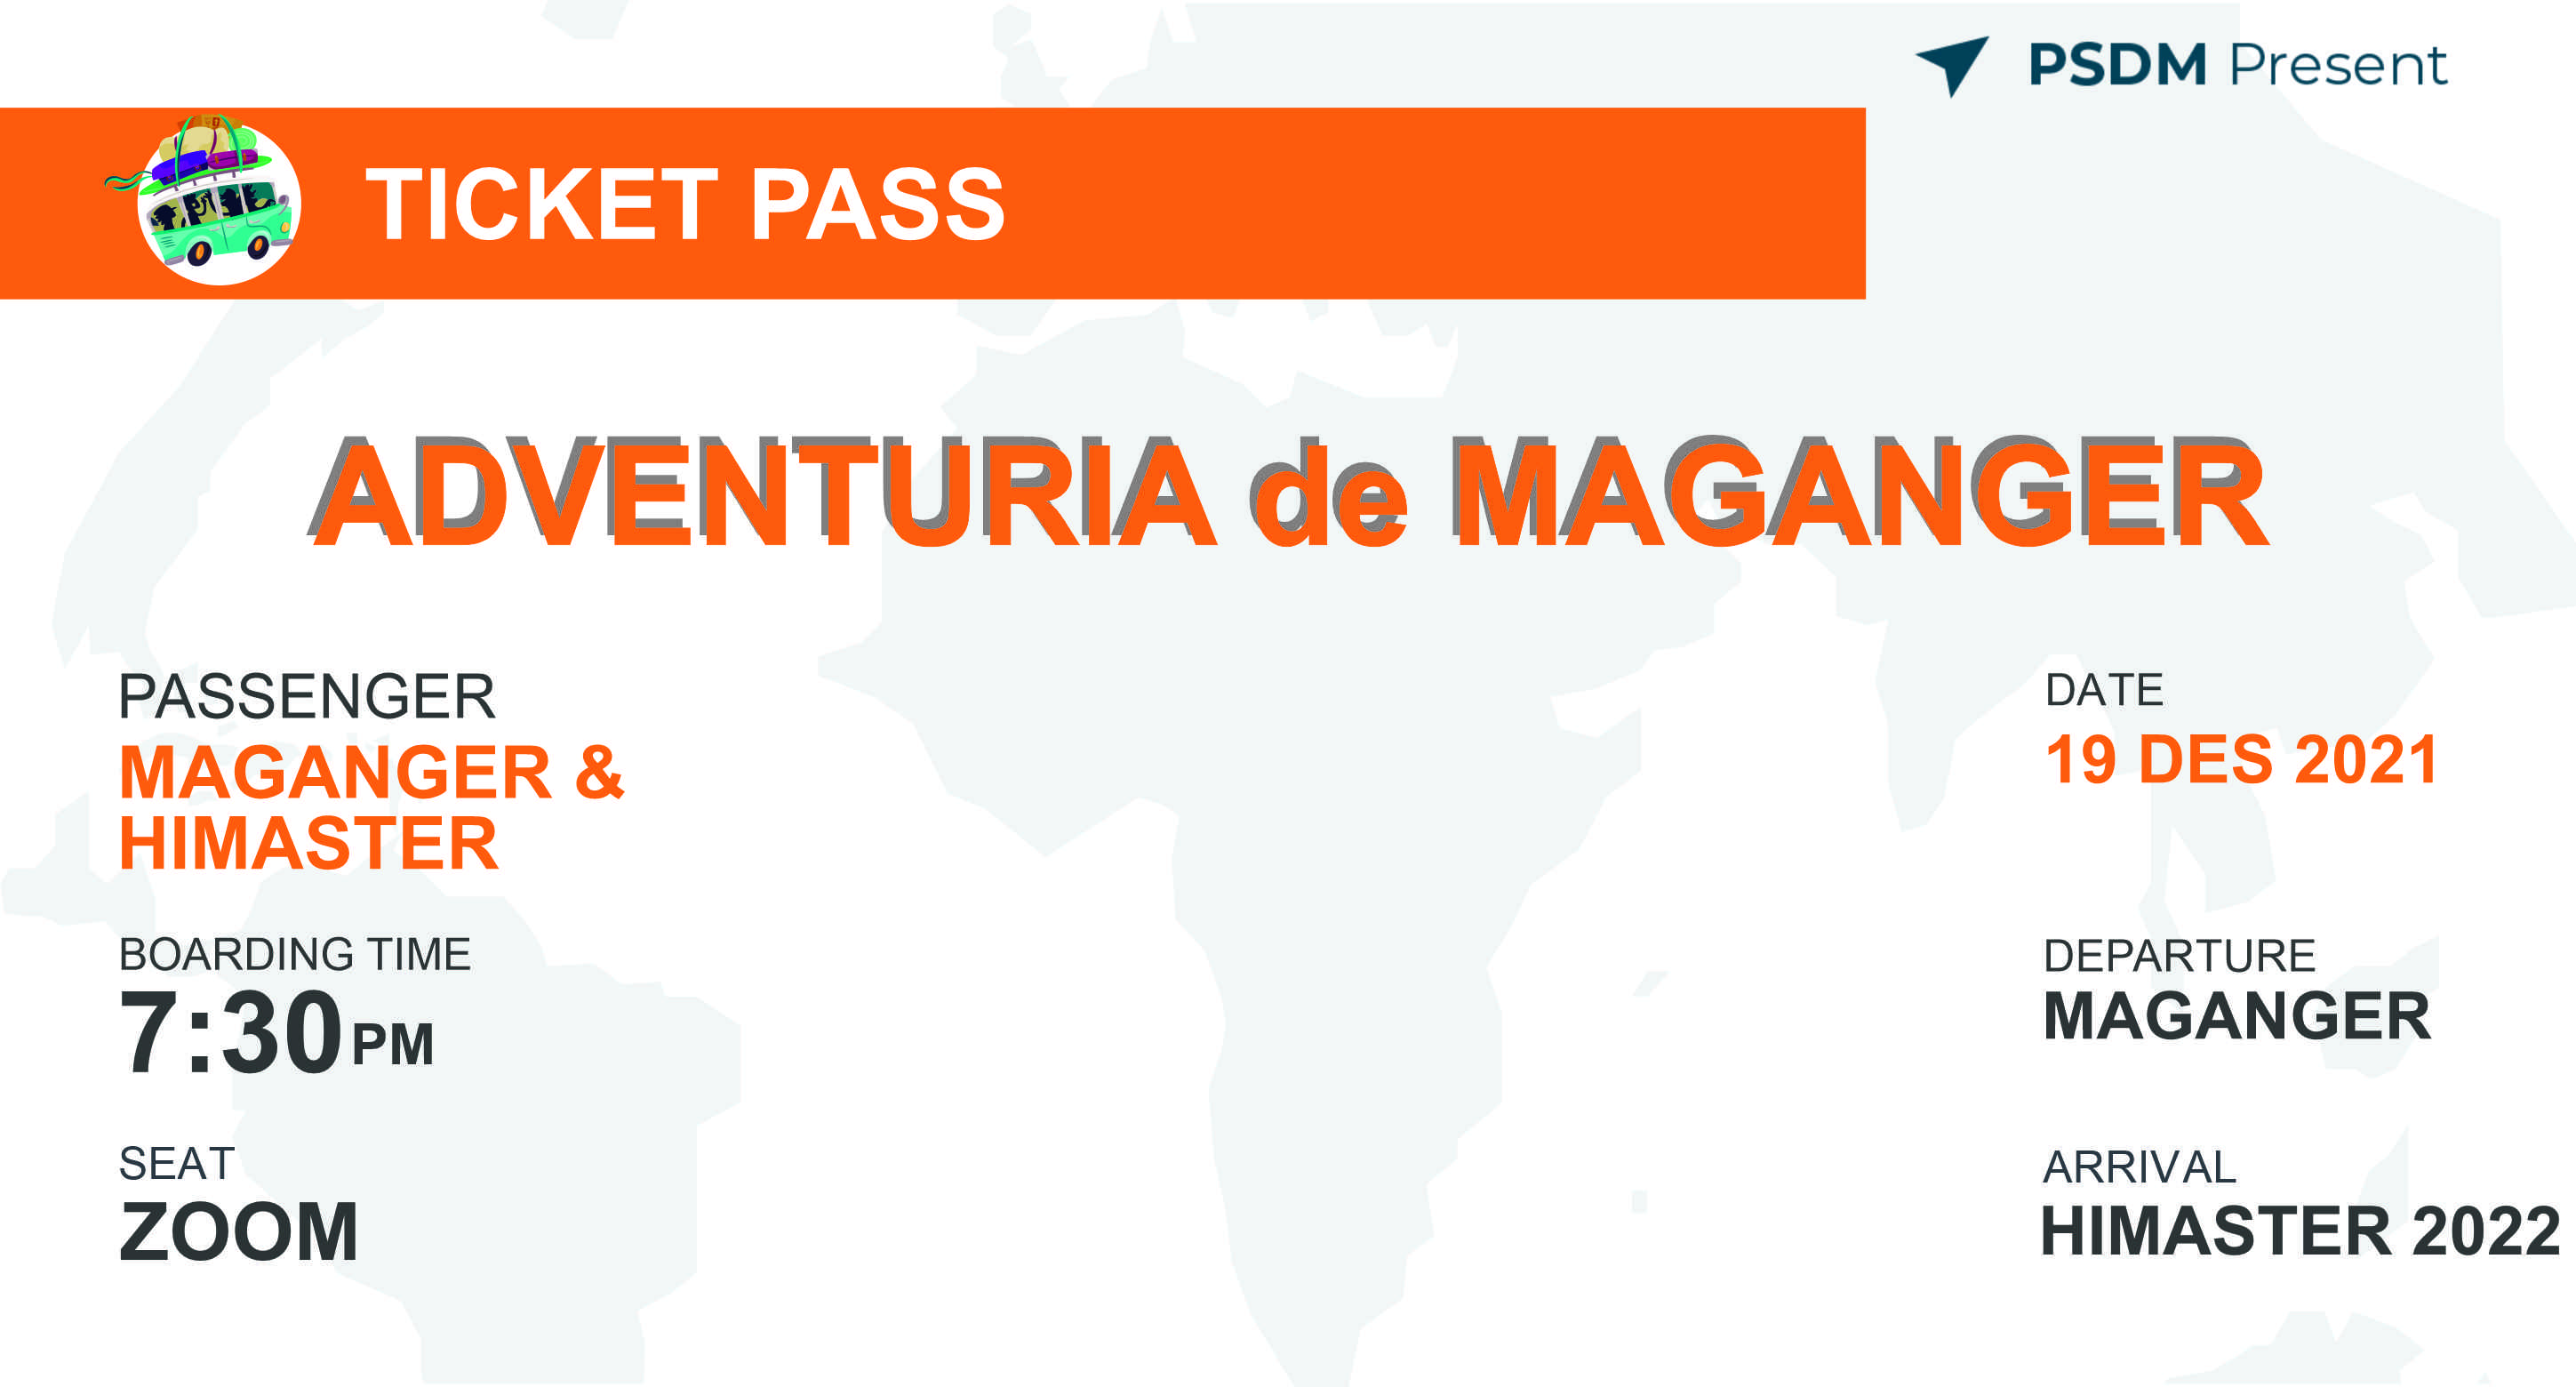 PSDM Present
TICKET PASS
ADVENTURIA de MAGANGER
PASSENGER
MAGANGER &
HIMASTER
DATE
19 DES 2021
BOARDING TIME
7:30 PM
DEPARTURE
MAGANGER
SEAT
ZOOM
ARRIVAL
HIMASTER 2022